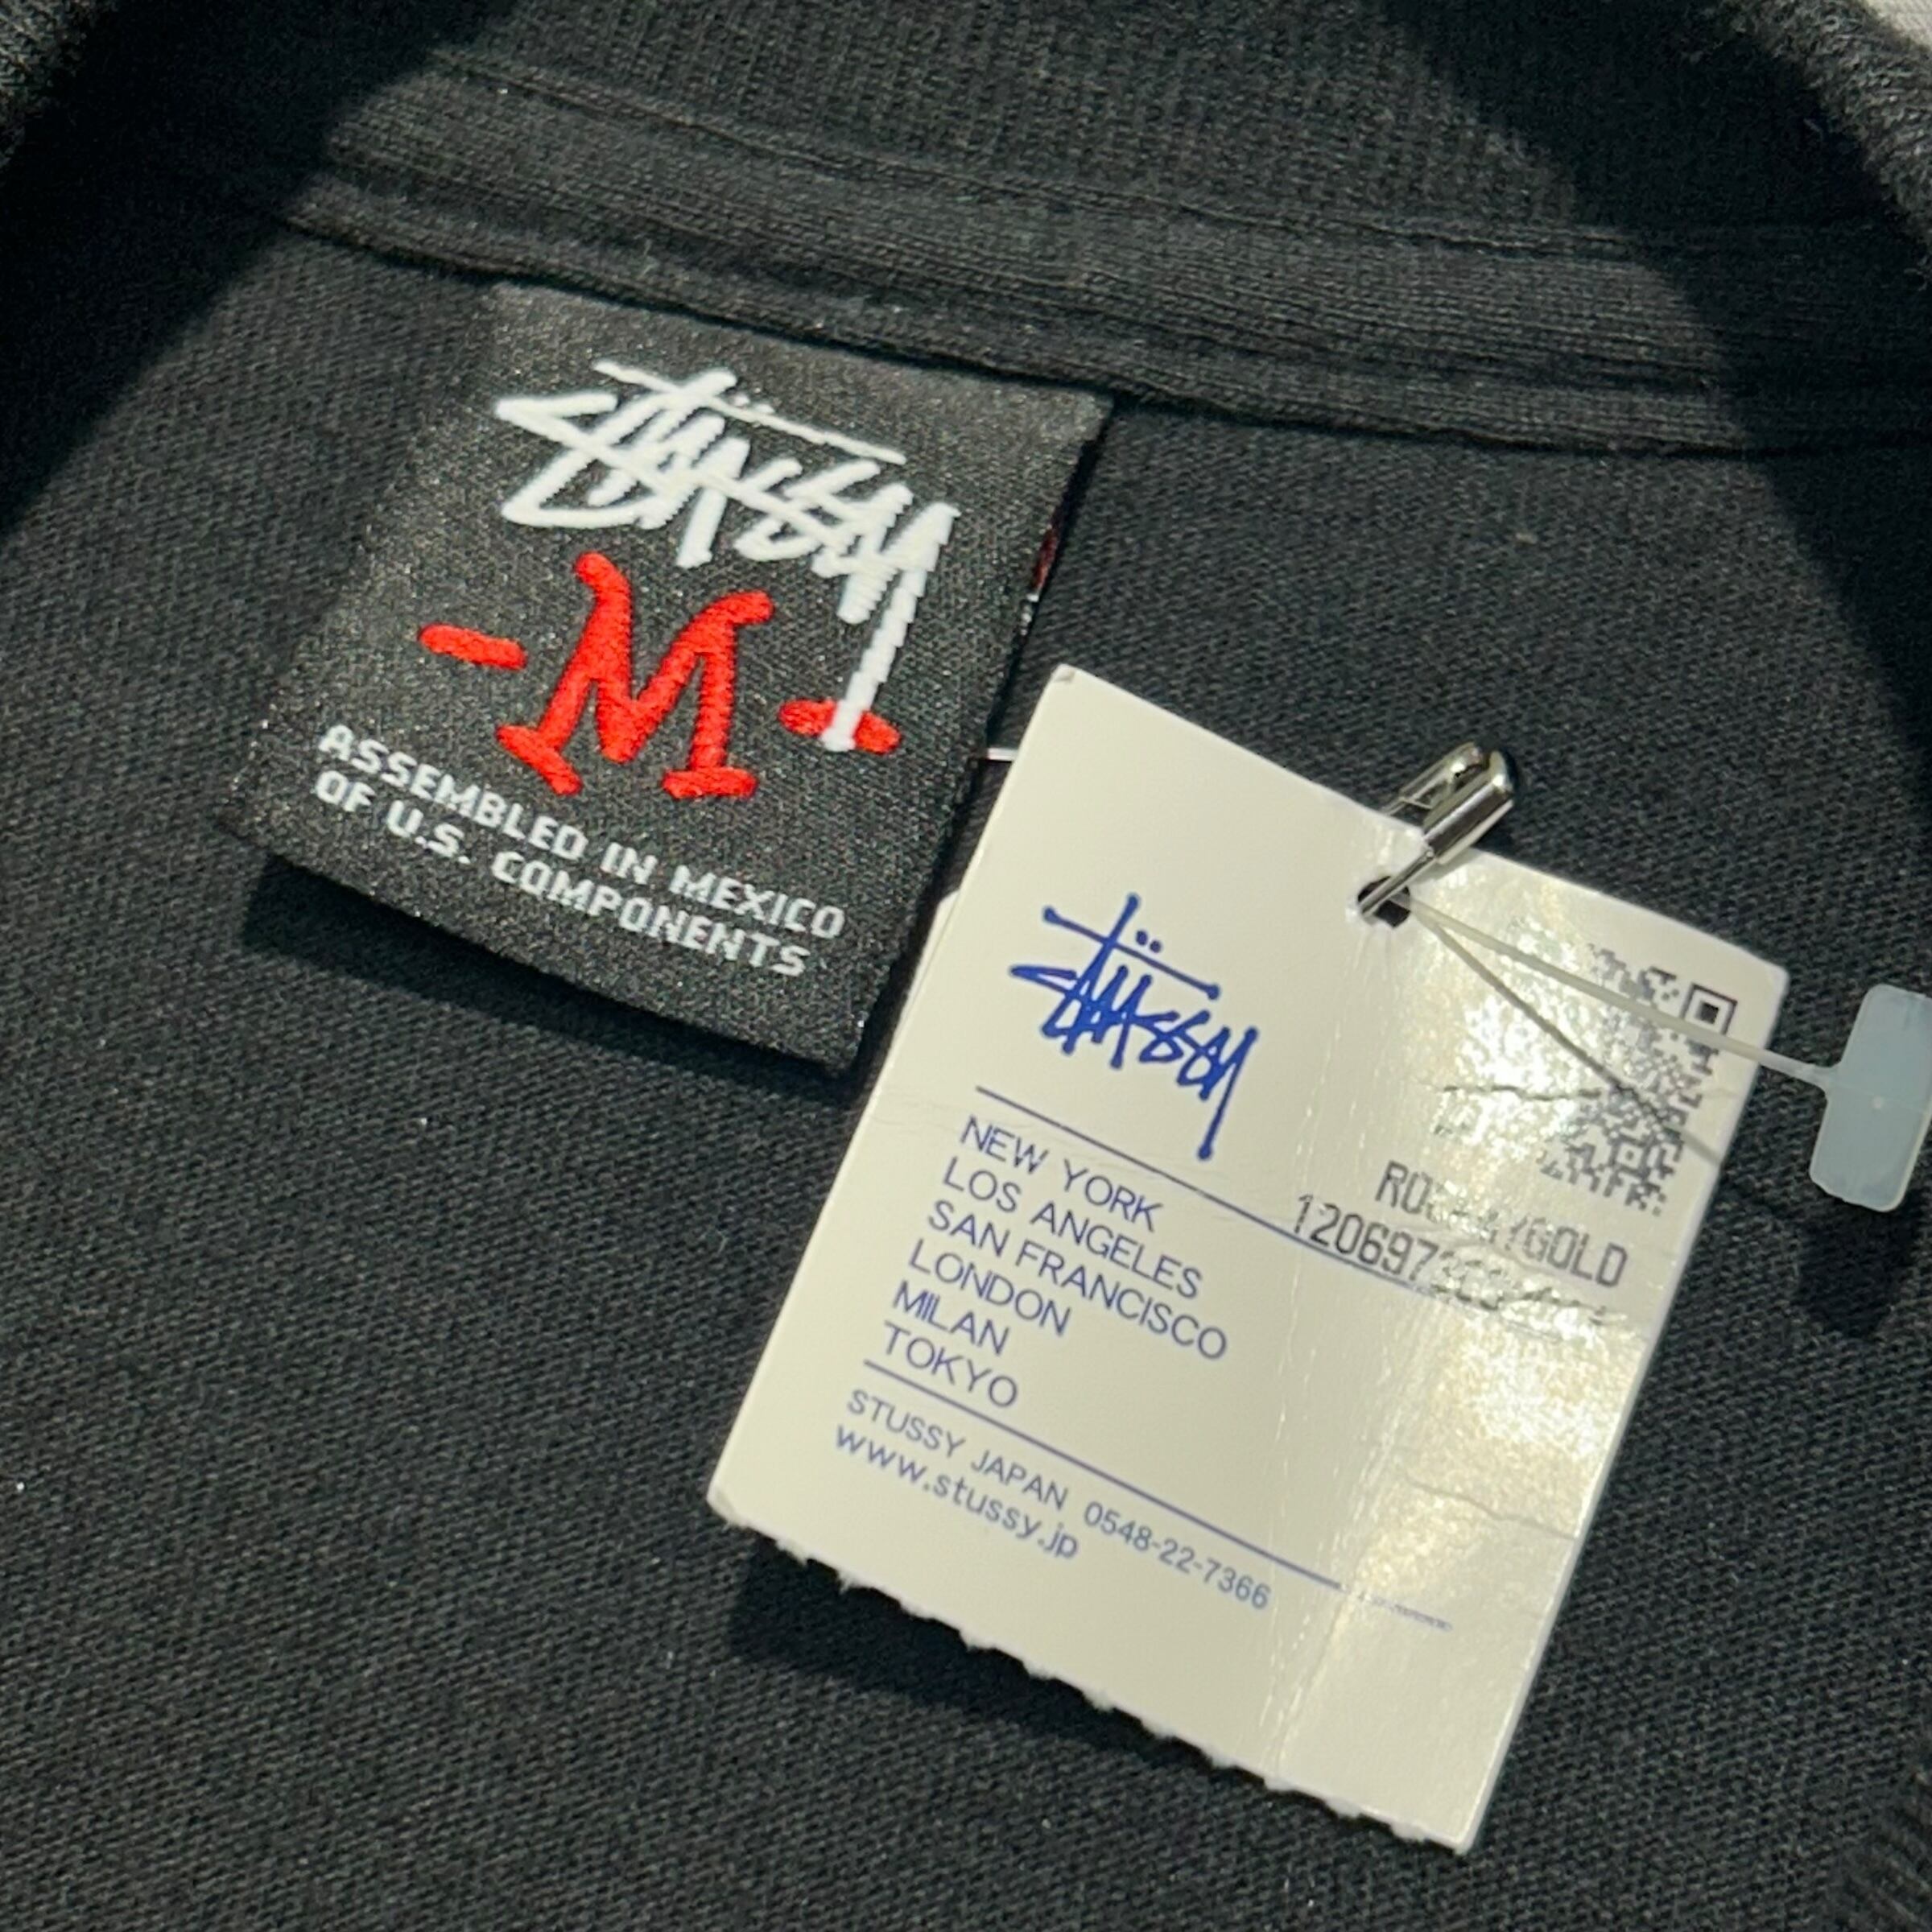 Stüssy
-M-
ASSEMBLED IN MEXICO
OF U.S. COMPONENTS
Stüssy
NEW YORK
LOS ANGELES
SAN FRANCISCO
LONDON
MILAN
TOKYO
STUSSY JAPAN 0548-22-7366
www.stussy.jp